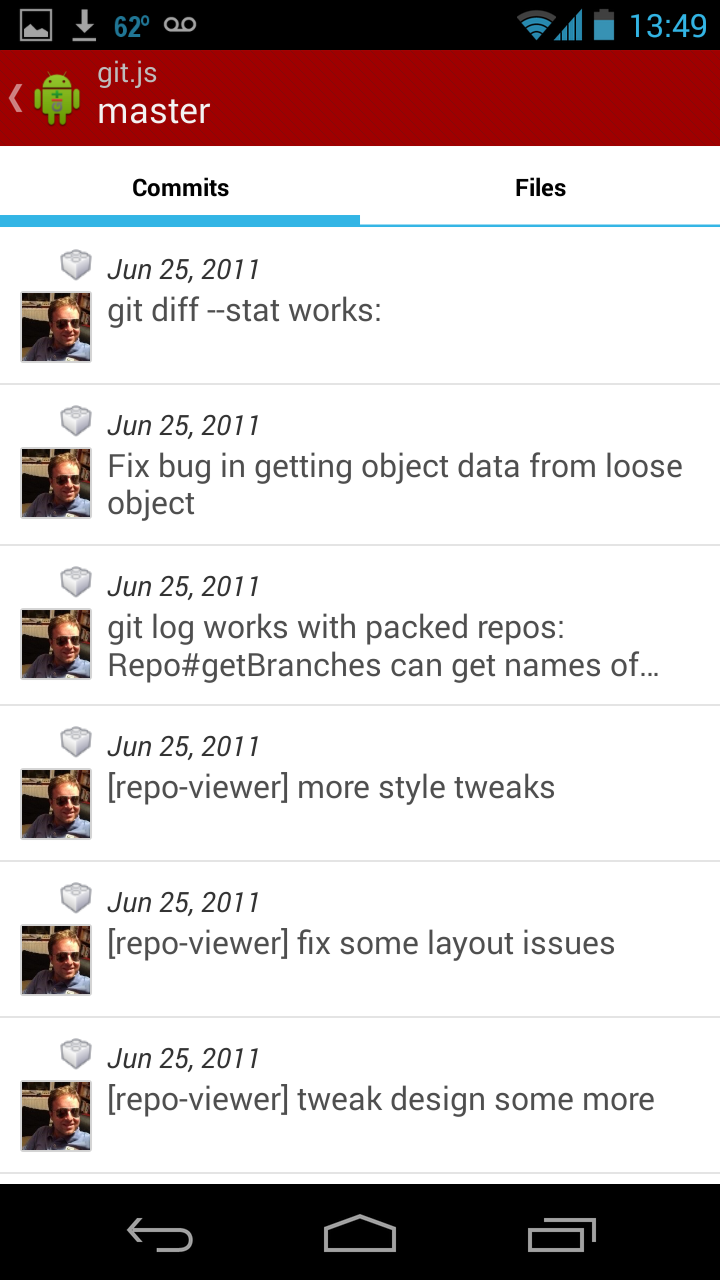 62º
13:49
git.js
master
Commits
Files
Jun 25, 2011
git diff --stat works:
Jun 25, 2011
Fix bug in getting object data from loose
object
Jun 25, 2011
git log works with packed repos:
Repo#getBranches can get names of…
Jun 25, 2011
[repo-viewer] more style tweaks
Jun 25, 2011
[repo-viewer] fix some layout issues
Jun 25, 2011
[repo-viewer] tweak design some more